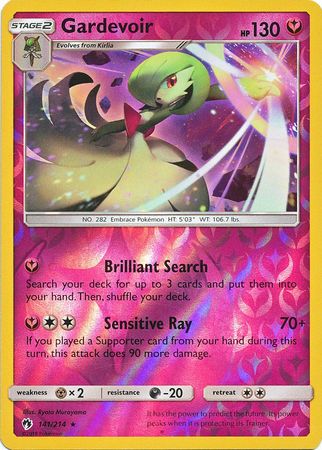 STAGE2 Gardevoir HP 130
Evolves from Kirlia
NO. 282 Embrace Pokémon HT: 5'03" WT: 106.7 lbs
Brilliant Search
Search your deck for up to 3 cards and put them into
your hand. Then, shuffle your deck.
Sensitive Ray 70+
If you played a Supporter card from your hand during this
turn, this attack does 90 more damage.
weakness ×2 resistance -20 retreat
Illus. Ryota Murayama
141/214 ★
It has the power to predict the future. Its power
peaks when it is protecting its Trainer.